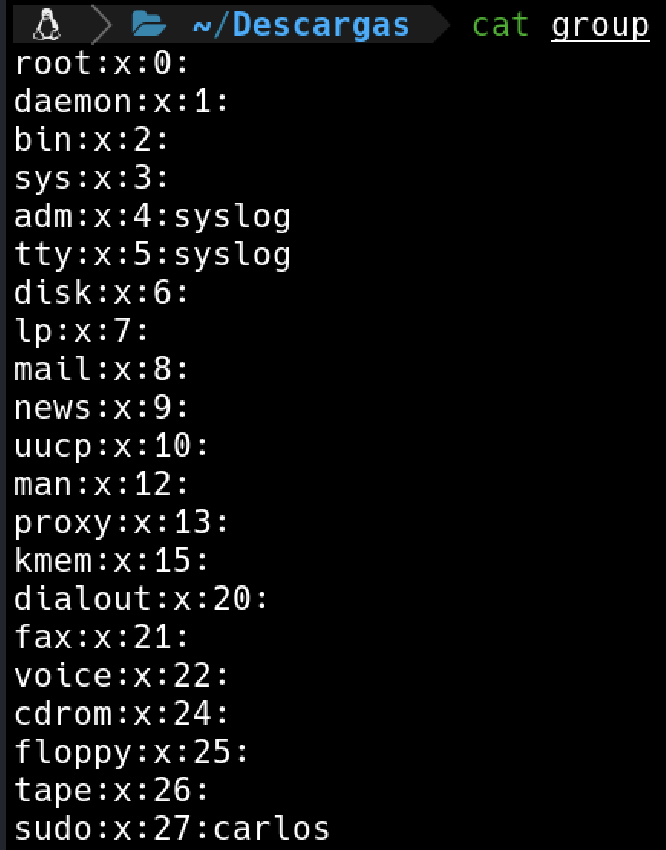 ~/Descargas cat group
root:x:0:
daemon:x:1:
bin:x:2:
sys:x:3:
adm:x:4:syslog
tty:x:5:syslog
disk:x:6:
lp:x:7:
mail:x:8:
news:x:9:
uucp:x:10:
man:x:12:
proxy:x:13:
kmem:x:15:
dialout:x:20:
fax:x:21:
voice:x:22:
cdrom:x:24:
floppy:x:25:
tape:x:26:
sudo:x:27:carlos